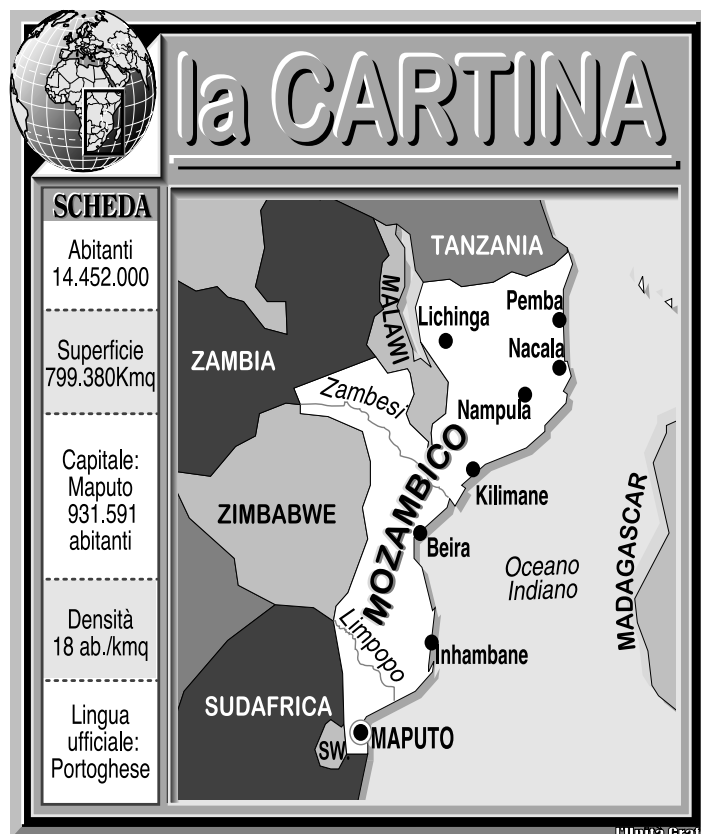 la CARTINA
SCHEDA
Abitanti
14.452.000
Superficie
799.380Kmq
Capitale:
Maputo
931.591
abitanti
Densità
18 ab./kmq
Lingua
ufficiale:
Portoghese
TANZANIA
MALAWI
Pemba
Lichinga
Nacala
ZAMBIA
Zambesi
Nampula
MOZAMBICO
Kilimane
ZIMBABWE
Beira
Oceano
Indiano
MADAGASCAR
Limpopo
Inhambane
SUDAFRICA
SW.
MAPUTO